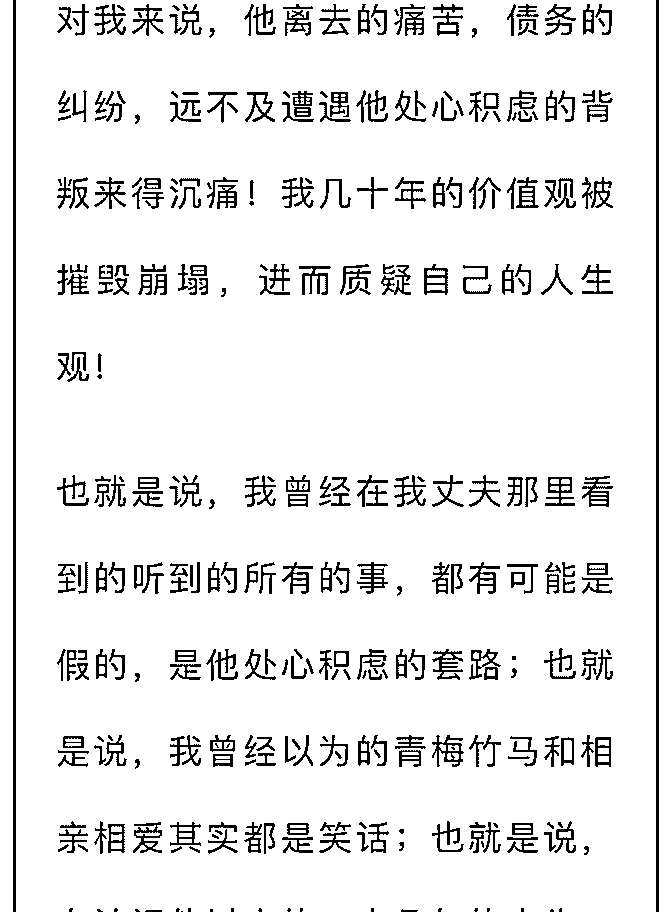 对我来说，他离去的痛苦，债务的
纠纷，远不及遭遇他处心积虑的背
叛来得沉痛！我几十年的价值观被
摧毁崩塌，进而质疑自己的人生
观！
也就是说，我曾经在我丈夫那里看
到的听到的所有的事，都有可能是
假的，是他处心积虑的套路；也就
是说，我曾经以为的青梅竹马和相
亲相爱其实都是笑话；也就是说，